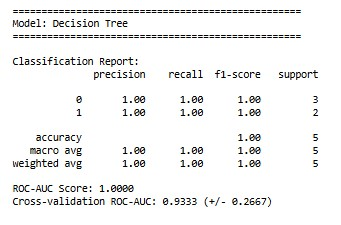 ==================================================
Model: Decision Tree
==================================================
Classification Report:
              precision    recall  f1-score   support
           0       1.00      1.00      1.00         3
           1       1.00      1.00      1.00         2
    accuracy                           1.00         5
   macro avg       1.00      1.00      1.00         5
weighted avg       1.00      1.00      1.00         5
ROC-AUC Score: 1.0000
Cross-validation ROC-AUC: 0.9333 (+/- 0.2667)